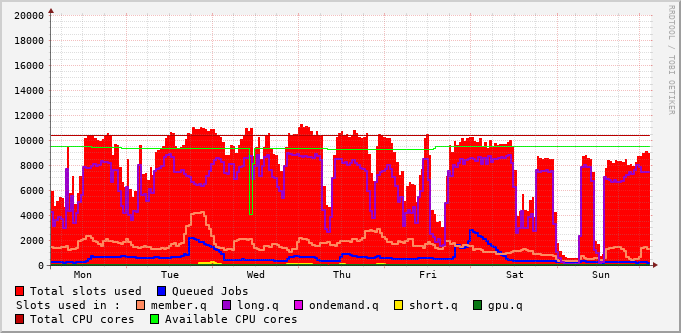 RRDTOOL / TOBI OETIKER
20000
18000
16000
14000
12000
10000
8000
6000
4000
2000
0
Mon Tue Wed Thu Fri Sat Sun
Total slots used Queued Jobs
Slots used in : member.q long.q ondemand.q short.q gpu.q
Total CPU cores Available CPU cores